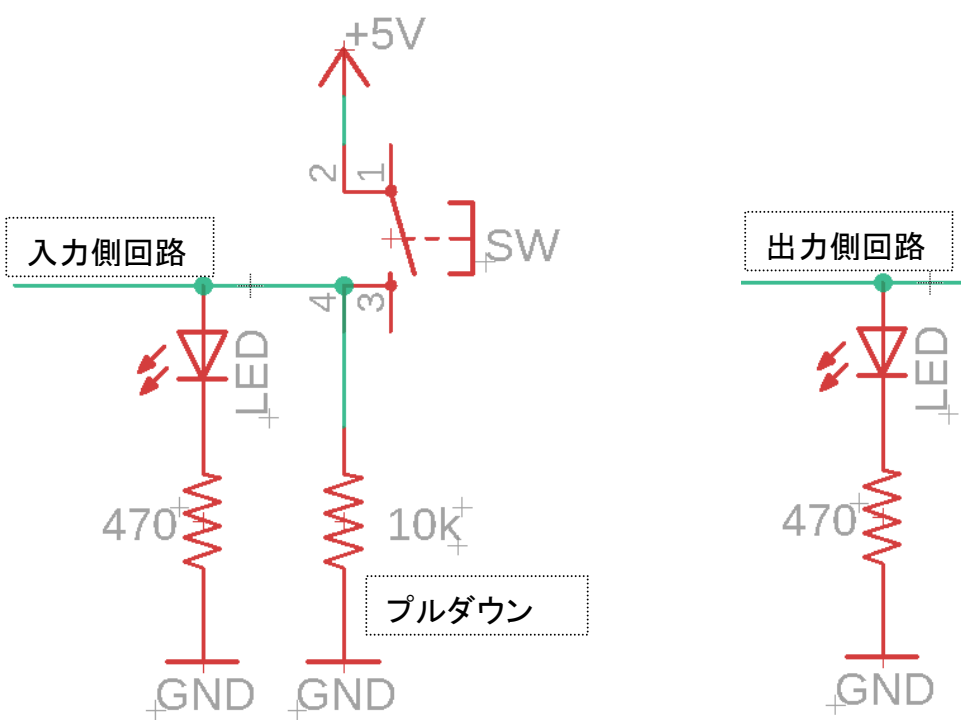 +5V
2
1
入力側回路
SW
出力側回路
4
3
LED
LED
470
10k
470
プルダウン
GND
GND
GND